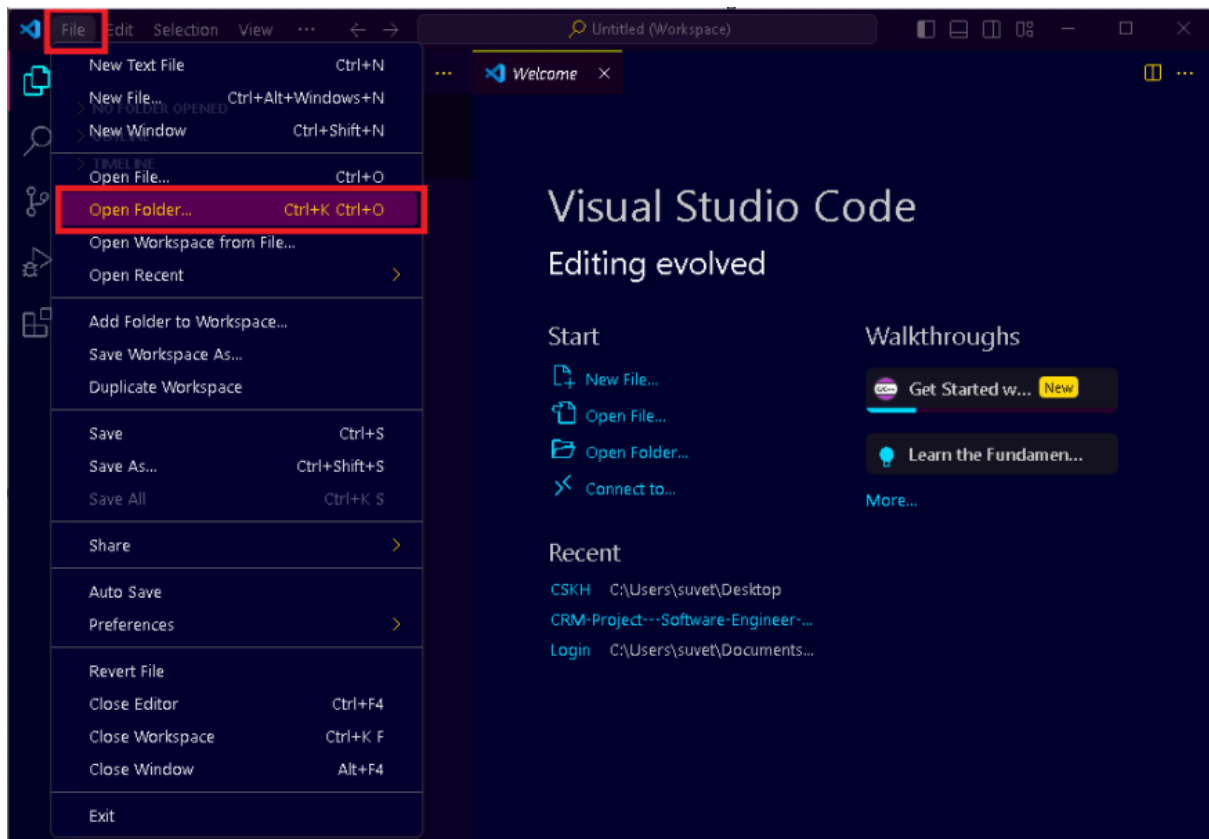 File Edit Selection View ··· ← → Untitled (Workspace)
New Text File Ctrl+N
New File... Ctrl+Alt+Windows+N
NO FOLDER OPENED
New Window Ctrl+Shift+N
TIMELINE
Open File... Ctrl+O
Open Folder... Ctrl+K Ctrl+O
Open Workspace from File...
Open Recent
Add Folder to Workspace...
Save Workspace As...
Duplicate Workspace
Save Ctrl+S
Save As... Ctrl+Shift+S
Save All Ctrl+K S
Share
Auto Save
Preferences
Revert File
Close Editor Ctrl+F4
Close Workspace Ctrl+K F
Close Window Alt+F4
Exit
Welcome
Visual Studio Code
Editing evolved
Start
New File...
Open File...
Open Folder...
Connect to...
Recent
CSKH C:\Users\suvet\Desktop
CRM-Project---Software-Engineer-...
Login C:\Users\suvet\Documents...
Walkthroughs
Get Started w... New
Learn the Fundamen...
More...